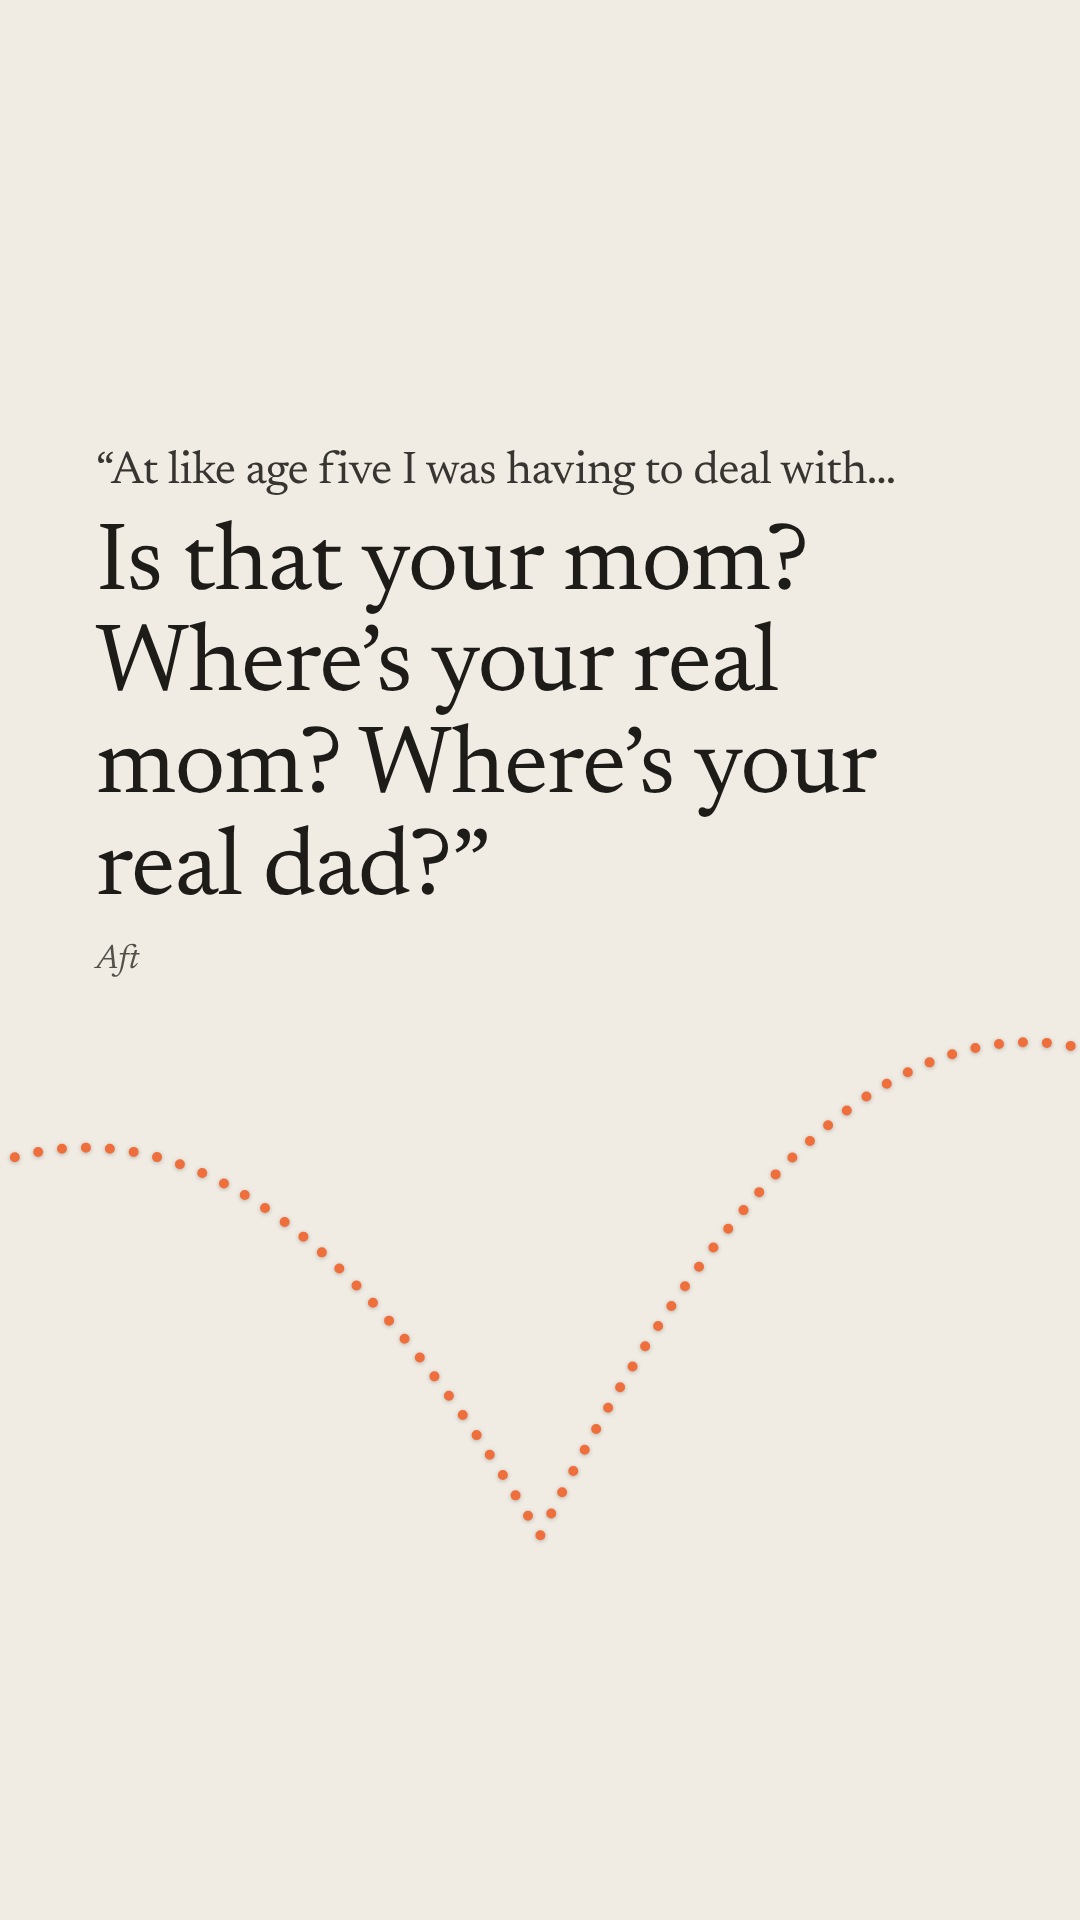 “At like age five I was having to deal with...
Is that your mom?
Where’s your real
mom? Where’s your
real dad?”
Aft